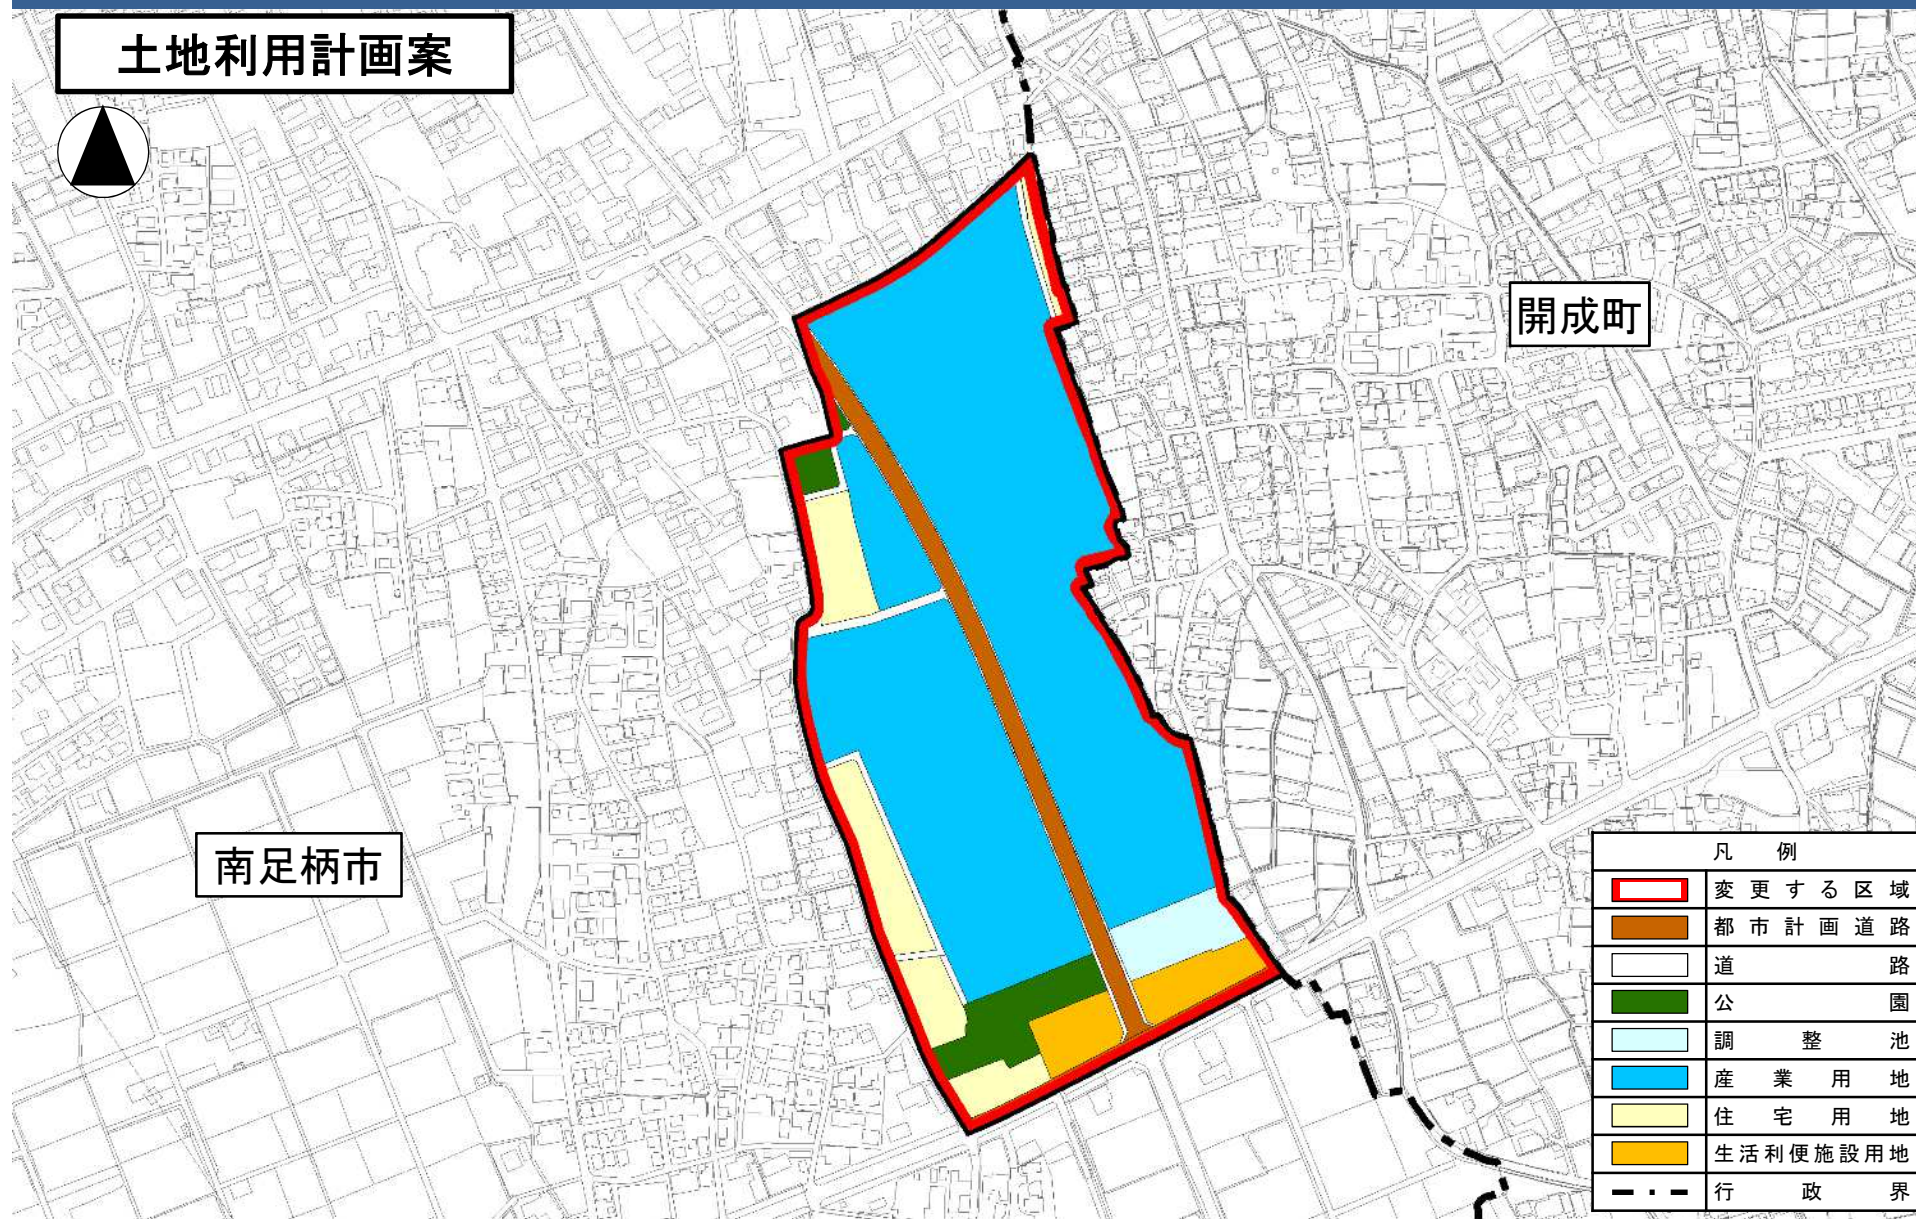 土地利用計画案
開成町
南足柄市
凡例
変更する区域
都市計画道路
道路
公園
調整池
産業用地
住宅用地
生活利便施設用地
行政界